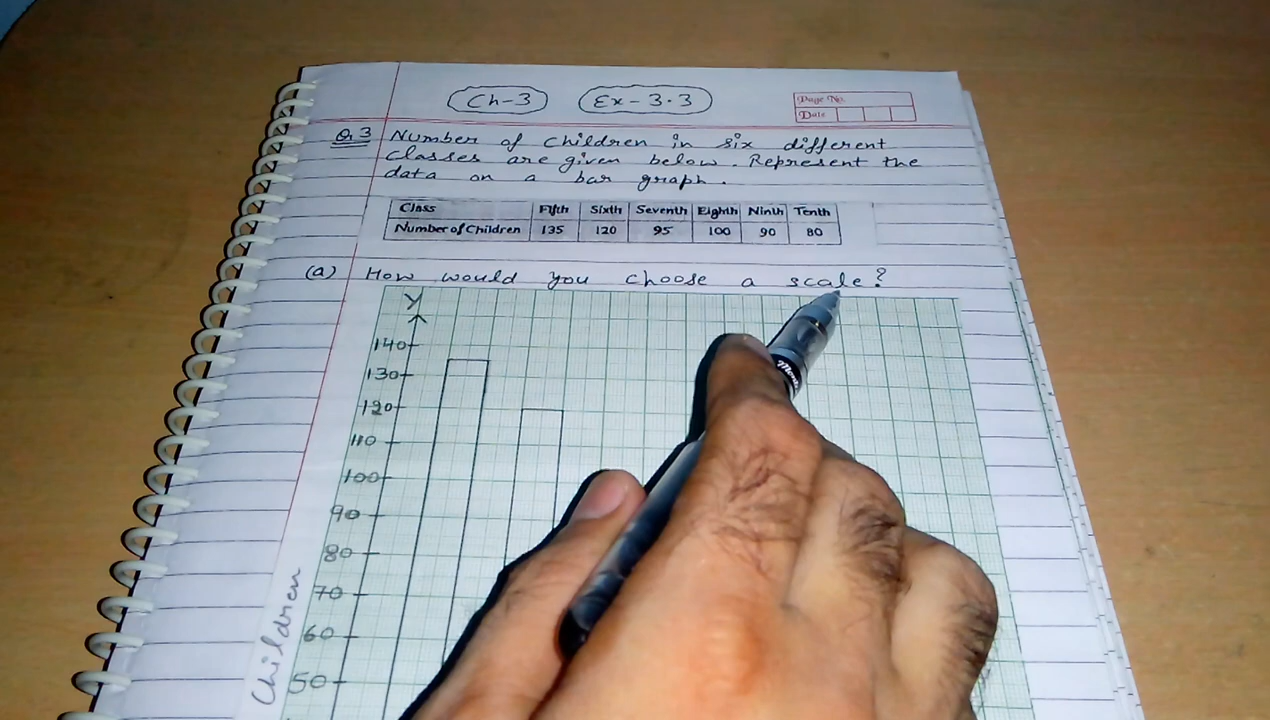 Ch-3 Ex-3.3
Page No.
Date
Q.3 Number of children in six different
classes are given below. Represent the
data on a bar graph.
Class Fifth Sixth Seventh Eighth Ninth Tenth
Number of Children 135 120 95 100 90 80
(a) How would you choose a scale?
Y
140
130
120
110
100
90
80
70
60
50
Children